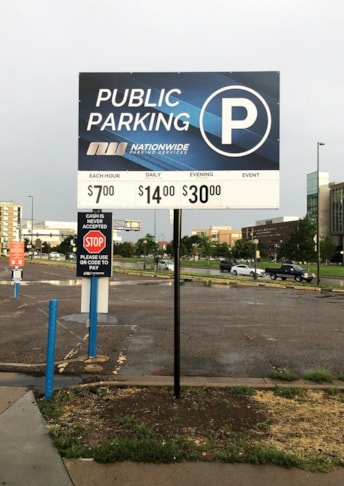 PUBLIC
PARKING
P
NATIONWIDE
PARKING SERVICES
EACH HOUR DAILY EVENING EVENT
$7.00 $14.00 $30.00
CASH IS
NEVER
ACCEPTED
STOP
PLEASE USE
QR CODE TO
PAY